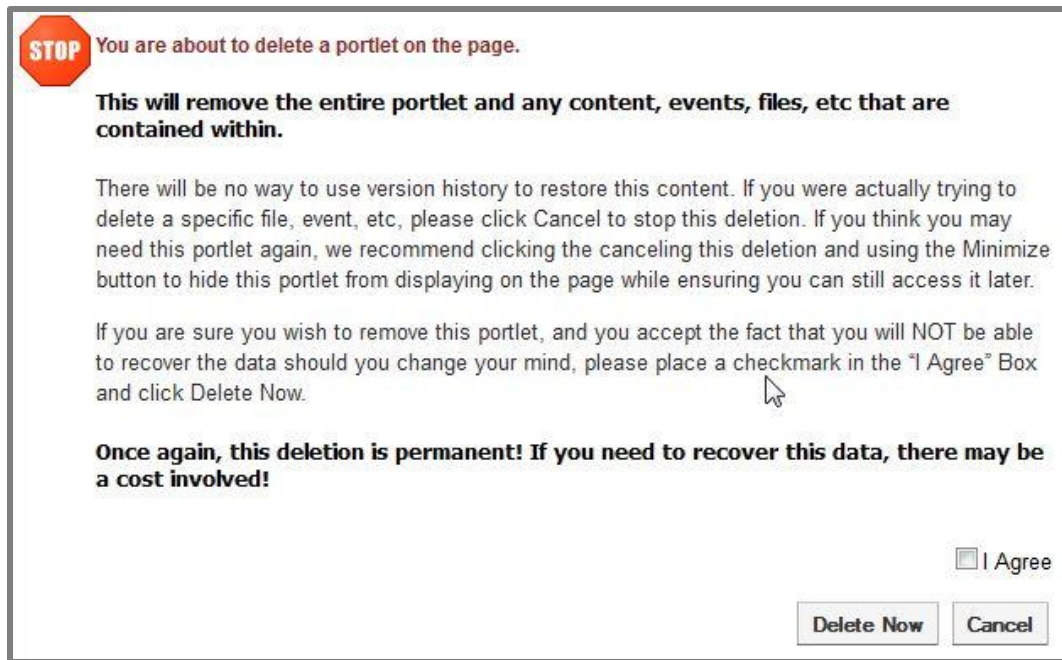 STOP
You are about to delete a portlet on the page.
This will remove the entire portlet and any content, events, files, etc that are
contained within.
There will be no way to use version history to restore this content. If you were actually trying to
delete a specific file, event, etc, please click Cancel to stop this deletion. If you think you may
need this portlet again, we recommend clicking the canceling this deletion and using the Minimize
button to hide this portlet from displaying on the page while ensuring you can still access it later.
If you are sure you wish to remove this portlet, and you accept the fact that you will NOT be able
to recover the data should you change your mind, please place a checkmark in the “I Agree” Box
and click Delete Now.
Once again, this deletion is permanent! If you need to recover this data, there may be
a cost involved!
I Agree
Delete Now Cancel